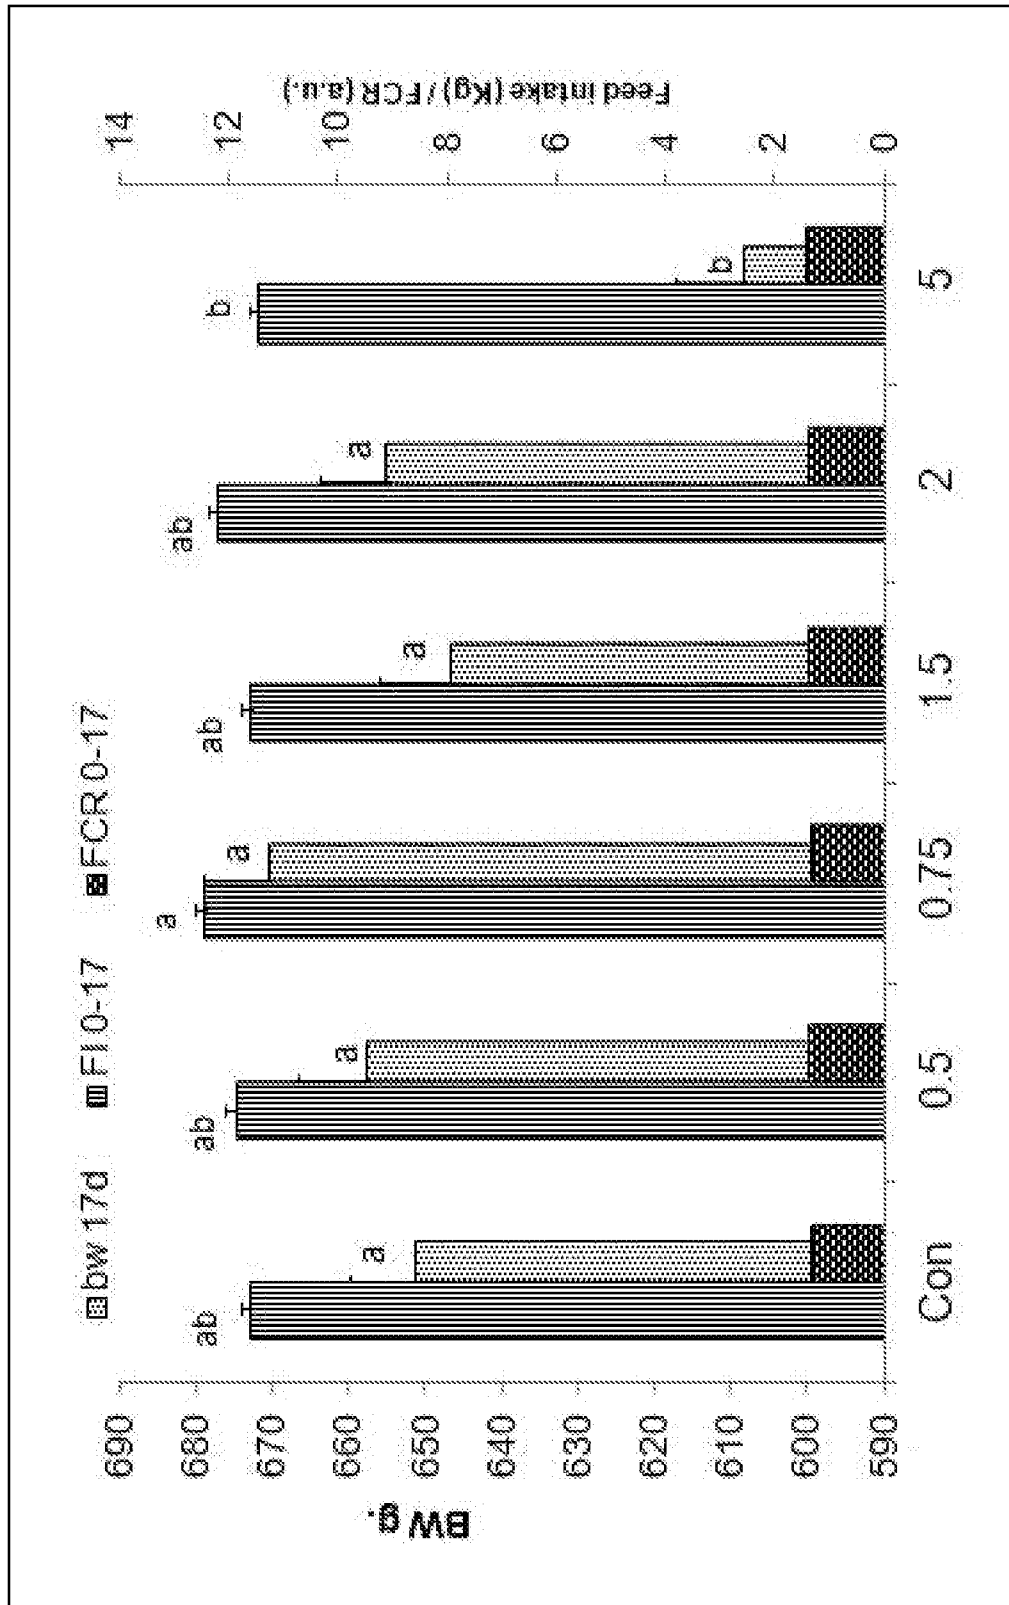 bw 17d FI 0-17 FCR 0-17
690
680
670
660
650
640
630
620
610
600
590
BW g.
14
12
10
8
6
4
2
0
Feed intake (Kg) / FCR (a.u.)
ab a
ab a
a a
ab a
ab a
b b
Con 0.5 0.75 1.5 2 5